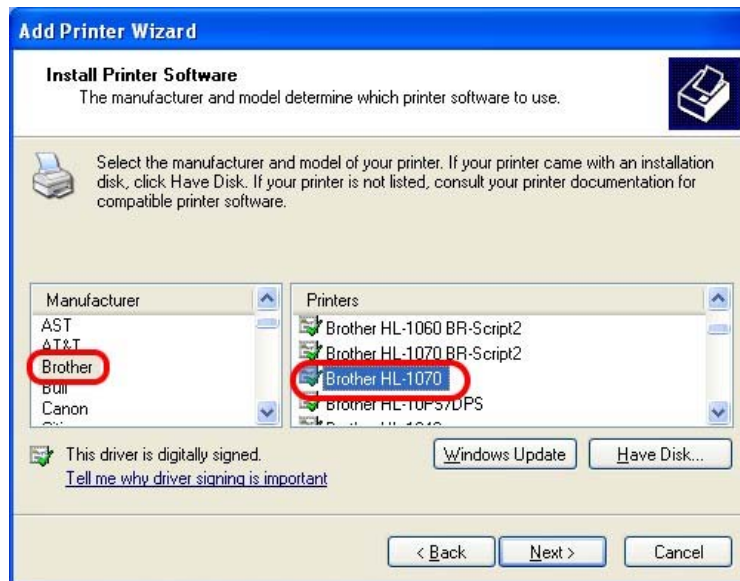 Add Printer Wizard
Install Printer Software
The manufacturer and model determine which printer software to use.
Select the manufacturer and model of your printer. If your printer came with an installation
disk, click Have Disk. If your printer is not listed, consult your printer documentation for
compatible printer software.
Manufacturer
AST
AT&T
Brother
Bull
Canon
Printers
Brother HL-1060 BR-Script2
Brother HL-1070 BR-Script2
Brother HL-1070
Brother HL-10PS/DPS
This driver is digitally signed.
Tell me why driver signing is important
Windows Update
Have Disk...
< Back
Next >
Cancel